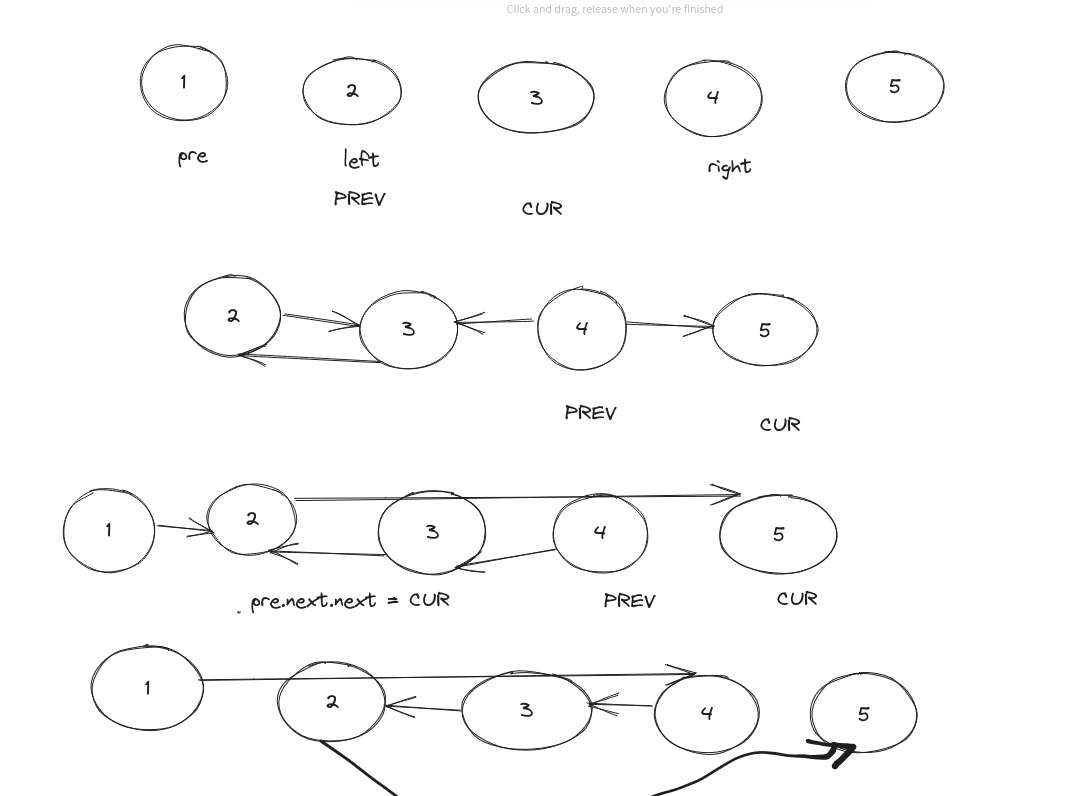 Click and drag, release when you're finished
1 2 3 4 5
pre left right
PREV CUR
2 3 4 5
PREV CUR
1 2 3 4 5
. pre.next.next = CUR PREV CUR
1 2 3 4 5